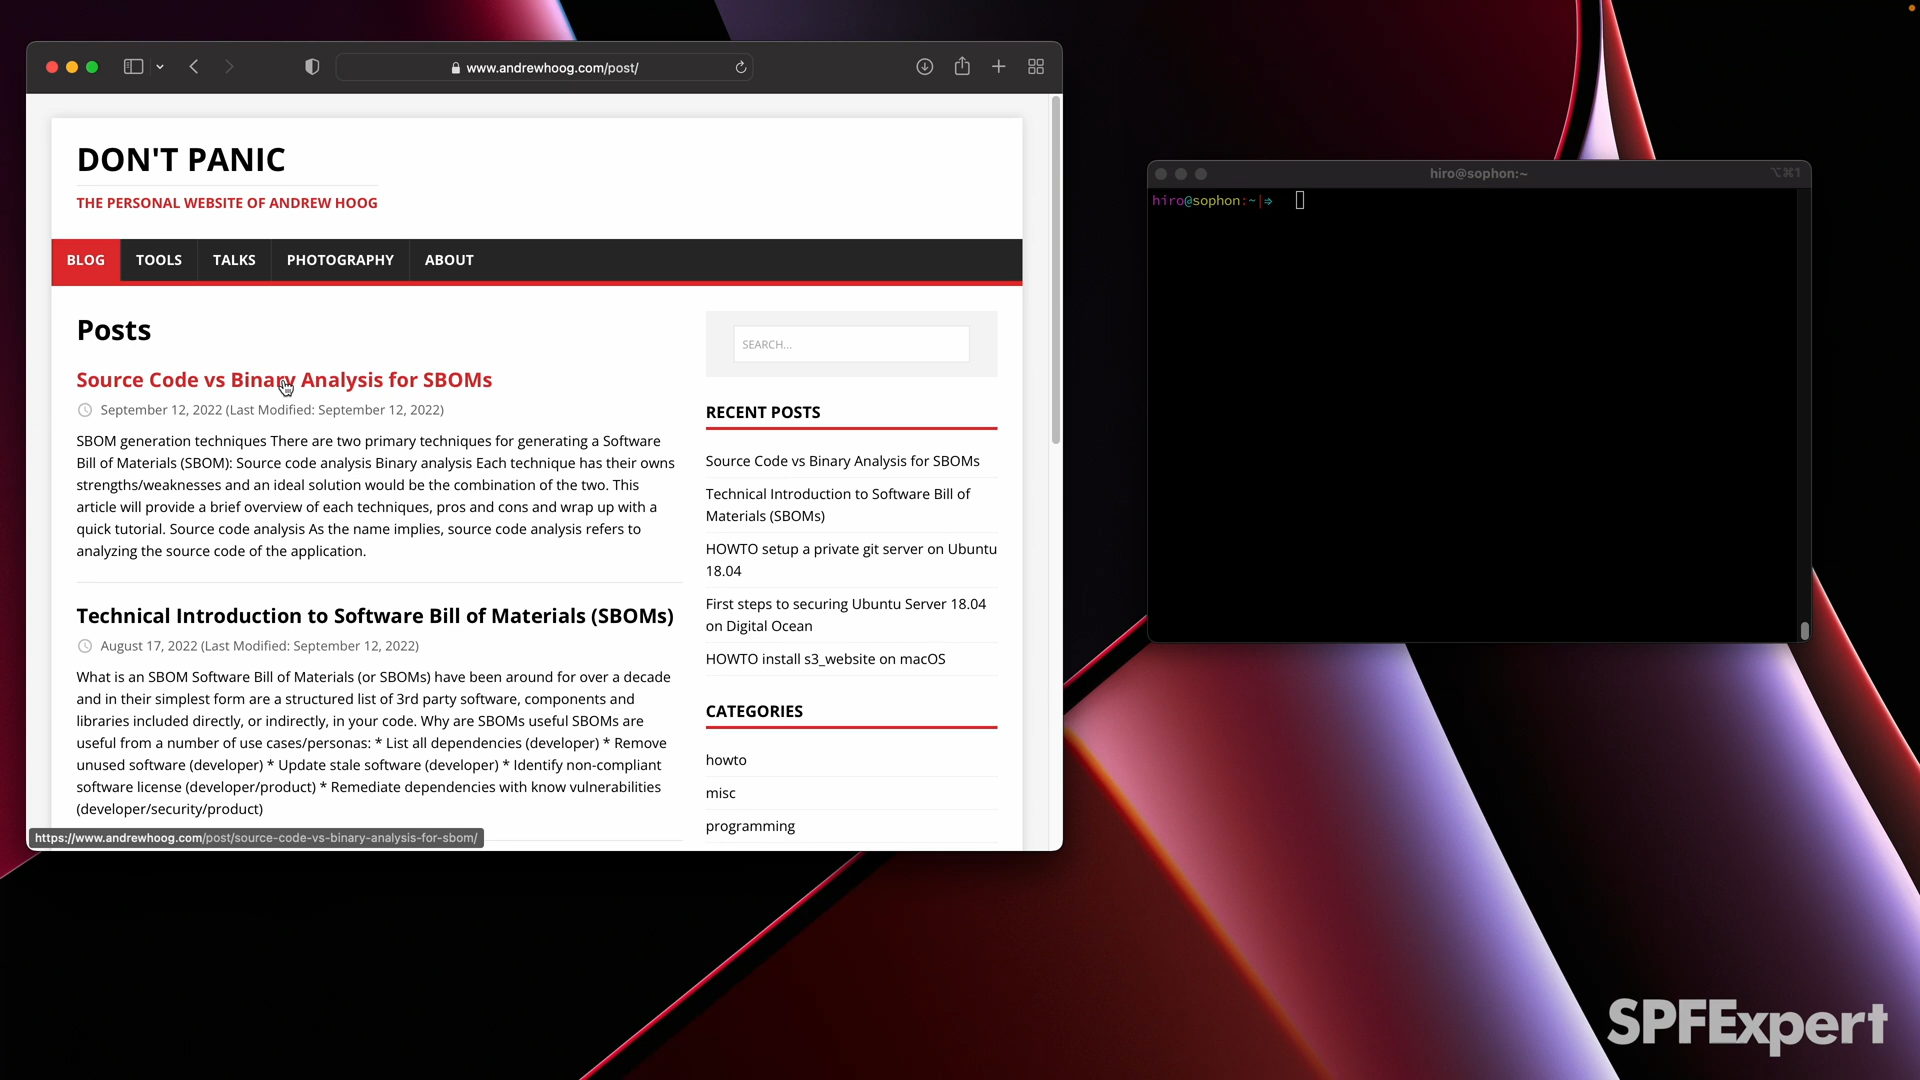 www.andrewhoog.com/post/
DON'T PANIC
THE PERSONAL WEBSITE OF ANDREW HOOG
BLOG TOOLS TALKS PHOTOGRAPHY ABOUT
Posts
Source Code vs Binary Analysis for SBOMs
September 12, 2022 (Last Modified: September 12, 2022)
SBOM generation techniques There are two primary techniques for generating a Software
Bill of Materials (SBOM): Source code analysis Binary analysis Each technique has their owns
strengths/weaknesses and an ideal solution would be the combination of the two. This
article will provide a brief overview of each techniques, pros and cons and wrap up with a
quick tutorial. Source code analysis As the name implies, source code analysis refers to
analyzing the source code of the application.
Technical Introduction to Software Bill of Materials (SBOMs)
August 17, 2022 (Last Modified: September 12, 2022)
What is an SBOM Software Bill of Materials (or SBOMs) have been around for over a decade
and in their simplest form are a structured list of 3rd party software, components and
libraries included directly, or indirectly, in your code. Why are SBOMs useful SBOMs are
useful from a number of use cases/personas: * List all dependencies (developer) * Remove
unused software (developer) * Update stale software (developer) * Identify non-compliant
software license (developer/product) * Remediate dependencies with know vulnerabilities
(developer/security/product)
https://www.andrewhoog.com/post/source-code-vs-binary-analysis-for-sbom/
SEARCH...
RECENT POSTS
Source Code vs Binary Analysis for SBOMs
Technical Introduction to Software Bill of
Materials (SBOMs)
HOWTO setup a private git server on Ubuntu
18.04
First steps to securing Ubuntu Server 18.04
on Digital Ocean
HOWTO install s3_website on macOS
CATEGORIES
howto
misc
programming
hiro@sophon:~ ⌥⌘1
hiro@sophon:~|⇒
SPFExpert